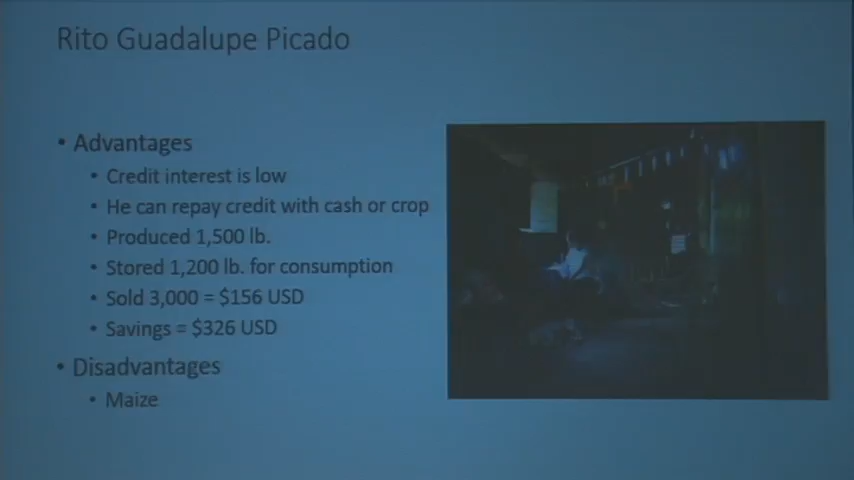 Rito Guadalupe Picado
• Advantages
• Credit interest is low
• He can repay credit with cash or crop
• Produced 1,500 lb.
• Stored 1,200 lb. for consumption
• Sold 3,000 = $156 USD
• Savings = $326 USD
• Disadvantages
• Maize